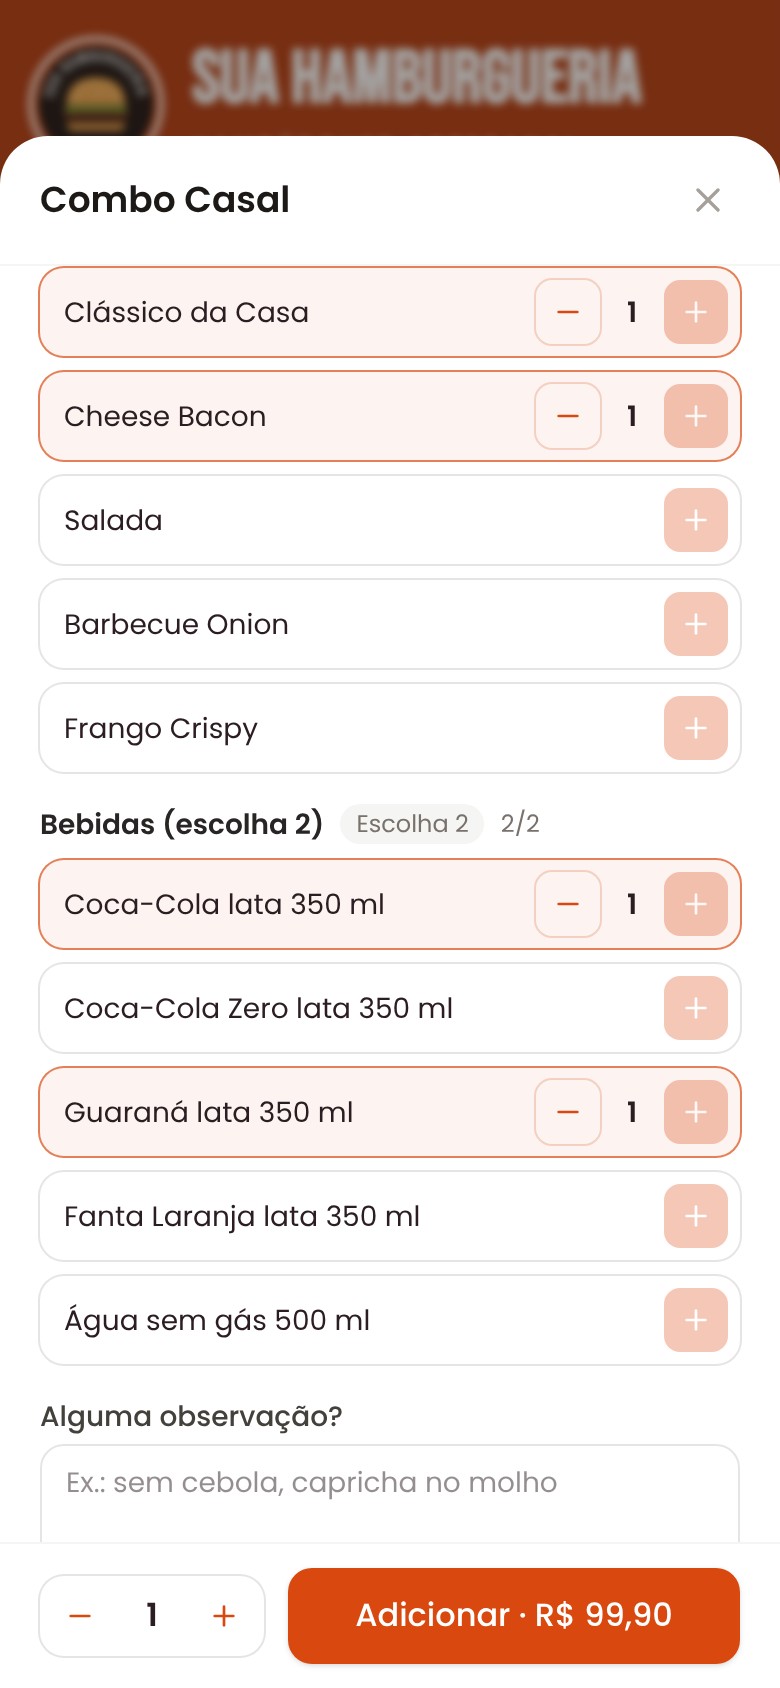 SUA HAMBURGUERIA
Combo Casal
Clássico da Casa 1
Cheese Bacon 1
Salada
Barbecue Onion
Frango Crispy
Bebidas (escolha 2) Escolha 2 2/2
Coca-Cola lata 350 ml 1
Coca-Cola Zero lata 350 ml
Guaraná lata 350 ml 1
Fanta Laranja lata 350 ml
Água sem gás 500 ml
Alguma observação?
Ex.: sem cebola, capricha no molho
1 Adicionar · R$ 99,90